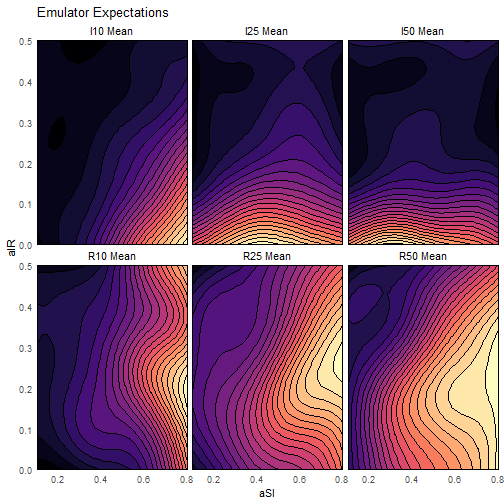 Emulator Expectations
I10 Mean
I25 Mean
I50 Mean
0.5
0.4
0.3
0.2
0.1
0.0
R10 Mean
R25 Mean
R50 Mean
0.5
0.4
0.3
0.2
0.1
0.0
aIR
0.2 0.4 0.6 0.8 0.2 0.4 0.6 0.8 0.2 0.4 0.6 0.8
aSI